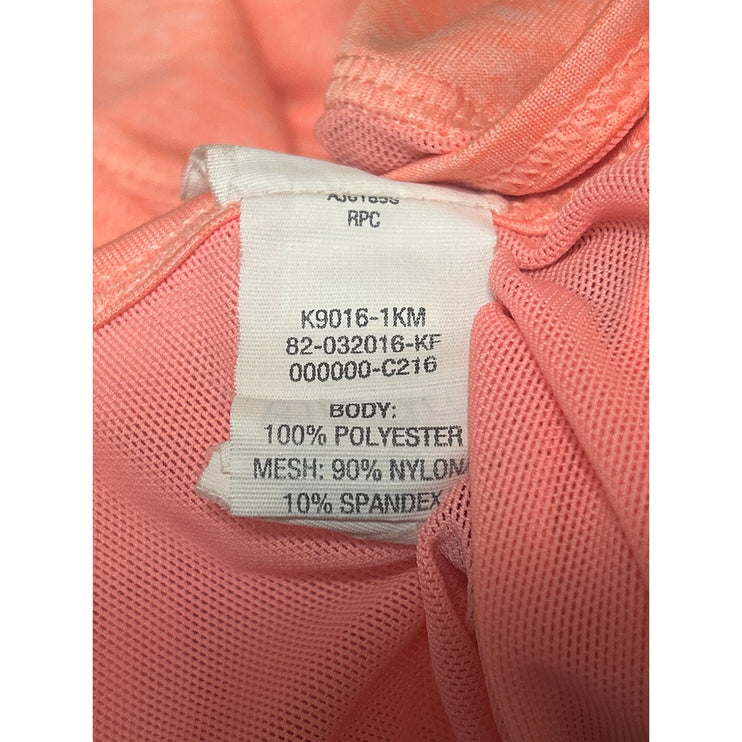 RPC
K9016-1KM
82-032016-KF
000000-C216
BODY:
100% POLYESTER
MESH: 90% NYLON
10% SPANDEX